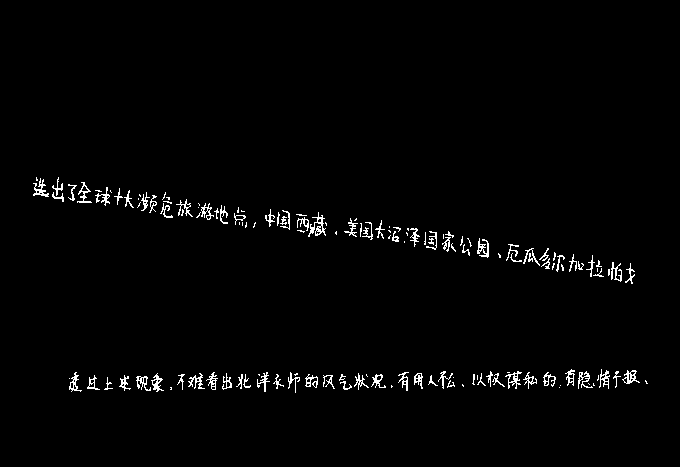 选出了全球十大濒危旅游地点，中国西藏、美国大沼泽国家公园、厄瓜多尔加拉帕戈
透过上述现象，不难看出北洋水师的风气状况，有用人私、以权谋私的，有隐情不报、